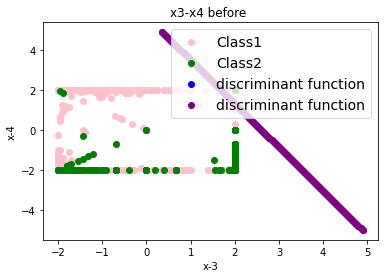 x3-x4 before
Class1
Class2
discriminant function
discriminant function
4
2
0
−2
−4
x-4
−2
−1
0
1
2
3
4
5
x-3